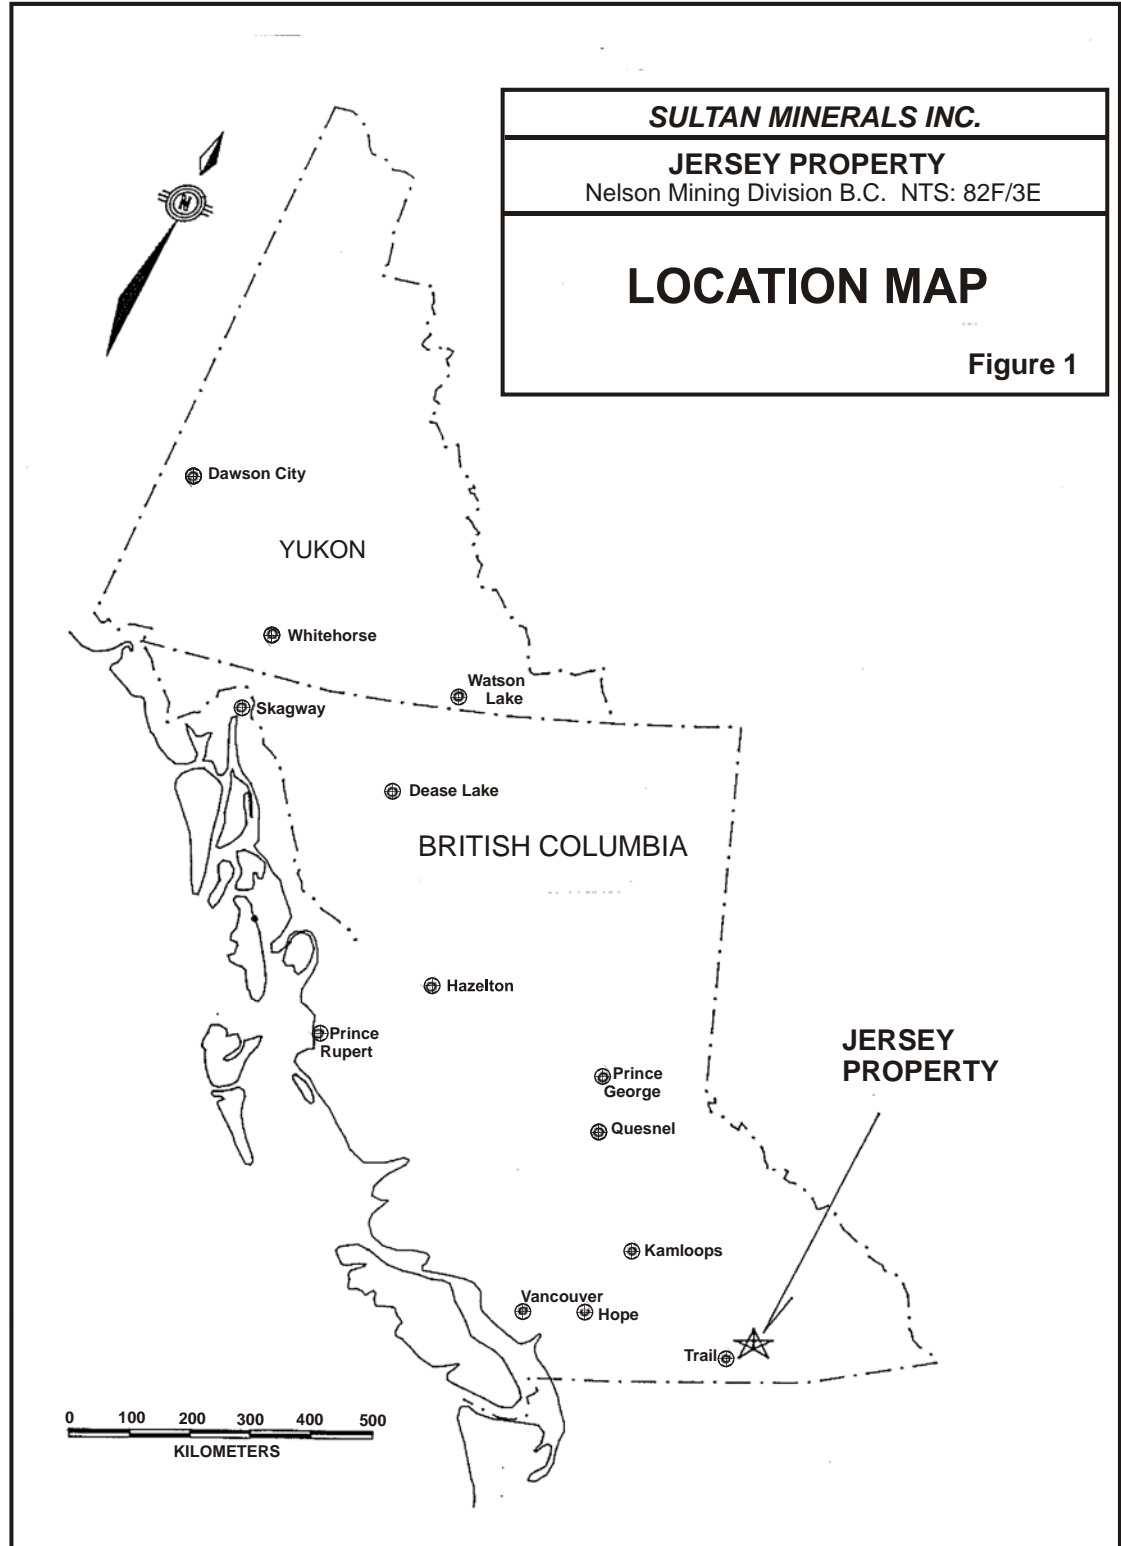 SULTAN MINERALS INC.
JERSEY PROPERTY
Nelson Mining Division B.C. NTS: 82F/3E
LOCATION MAP
Figure 1
N
Dawson City
YUKON
Whitehorse
Watson
Lake
Skagway
Dease Lake
BRITISH COLUMBIA
Hazelton
Prince
Rupert
JERSEY
PROPERTY
Prince
George
Quesnel
Kamloops
Vancouver
Hope
Trail
0 100 200 300 400 500
KILOMETERS